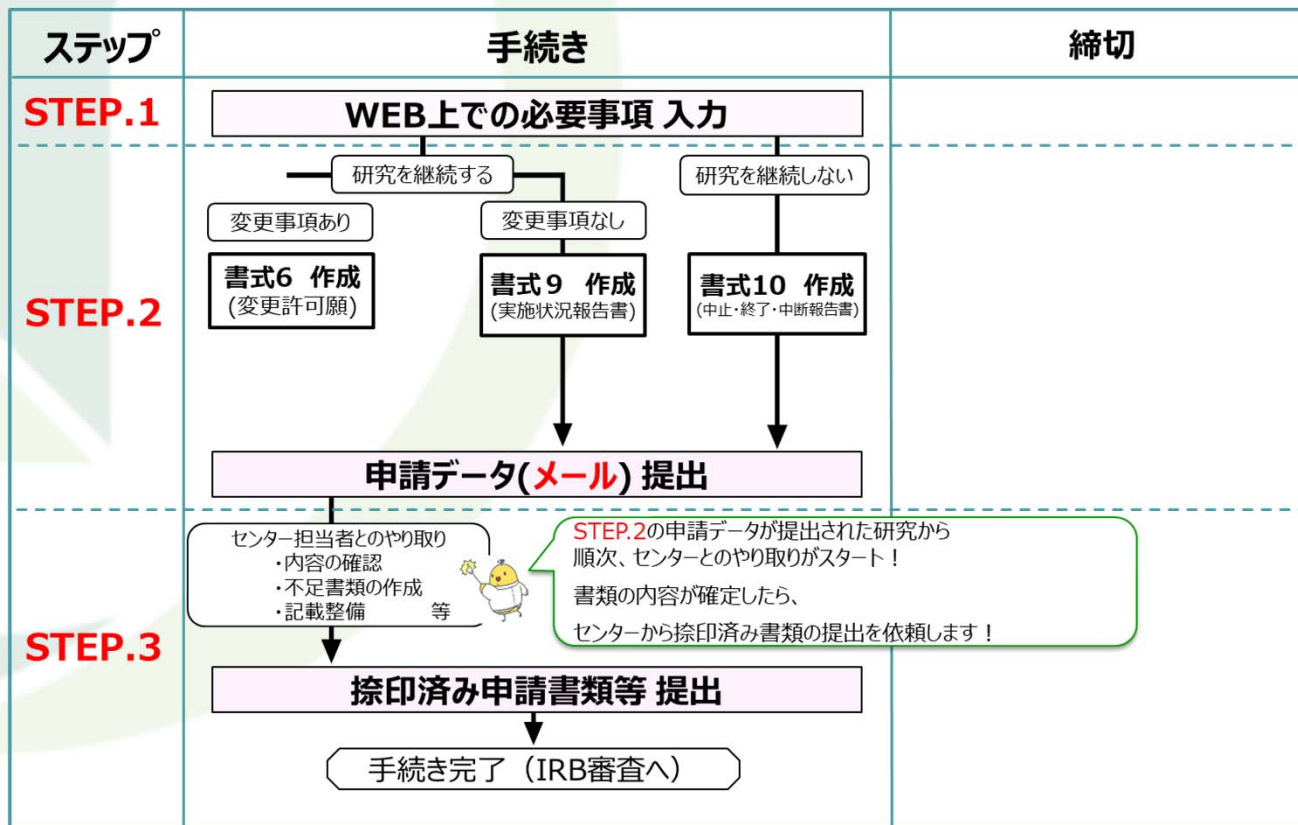 ステップ
手続き
締切
STEP.1
WEB上での必要事項 入力
研究を継続する
研究を継続しない
変更事項あり
変更事項なし
STEP.2
書式6 作成
(変更許可願)
書式９ 作成
(実施状況報告書)
書式10 作成
(中止・終了・中断報告書)
申請データ(メール) 提出
STEP.3
センター担当者とのやり取り
・内容の確認
・不足書類の作成
・記載整備 等
STEP.2の申請データが提出された研究から
順次、センターとのやり取りがスタート！
書類の内容が確定したら、
センターから捺印済み書類の提出を依頼します！
捺印済み申請書類等 提出
手続き完了（IRB審査へ）